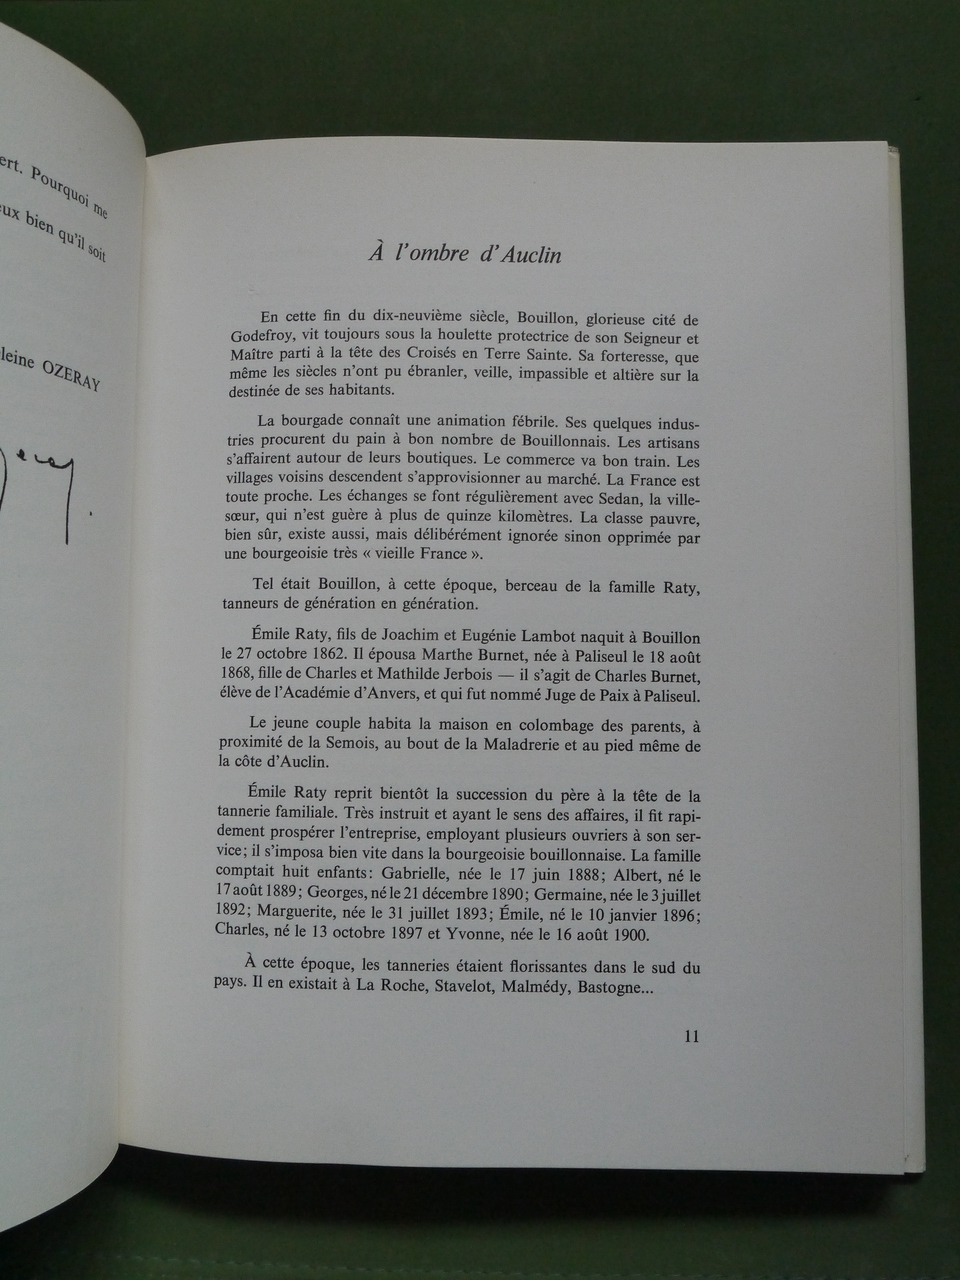 ert. Pourquoi me
eux bien qu'il soit
leine OZERAY
À l'ombre d'Auclin
En cette fin du dix-neuvième siècle, Bouillon, glorieuse cité de
Godefroy, vit toujours sous la houlette protectrice de son Seigneur et
Maître parti à la tête des Croisés en Terre Sainte. Sa forteresse, que
même les siècles n'ont pu ébranler, veille, impassible et altière sur la
destinée de ses habitants.
La bourgade connaît une animation fébrile. Ses quelques indus-
tries procurent du pain à bon nombre de Bouillonnais. Les artisans
s'affairent autour de leurs boutiques. Le commerce va bon train. Les
villages voisins descendent s'approvisionner au marché. La France est
toute proche. Les échanges se font régulièrement avec Sedan, la ville-
sœur, qui n'est guère à plus de quinze kilomètres. La classe pauvre,
bien sûr, existe aussi, mais délibérément ignorée sinon opprimée par
une bourgeoisie très « vieille France ».
Tel était Bouillon, à cette époque, berceau de la famille Raty,
tanneurs de génération en génération.
Émile Raty, fils de Joachim et Eugénie Lambot naquit à Bouillon
le 27 octobre 1862. Il épousa Marthe Burnet, née à Paliseul le 18 août
1868, fille de Charles et Mathilde Jerbois — il s'agit de Charles Burnet,
élève de l'Académie d'Anvers, et qui fut nommé Juge de Paix à Paliseul.
Le jeune couple habita la maison en colombage des parents, à
proximité de la Semois, au bout de la Maladrerie et au pied même de
la côte d'Auclin.
Émile Raty reprit bientôt la succession du père à la tête de la
tannerie familiale. Très instruit et ayant le sens des affaires, il fit rapi-
dement prospérer l'entreprise, employant plusieurs ouvriers à son ser-
vice; il s'imposa bien vite dans la bourgeoisie bouillonnaise. La famille
comptait huit enfants: Gabrielle, née le 17 juin 1888; Albert, né le
17 août 1889; Georges, né le 21 décembre 1890; Germaine, née le 3 juillet
1892; Marguerite, née le 31 juillet 1893; Émile, né le 10 janvier 1896;
Charles, né le 13 octobre 1897 et Yvonne, née le 16 août 1900.
À cette époque, les tanneries étaient florissantes dans le sud du
pays. Il en existait à La Roche, Stavelot, Malmédy, Bastogne...
11